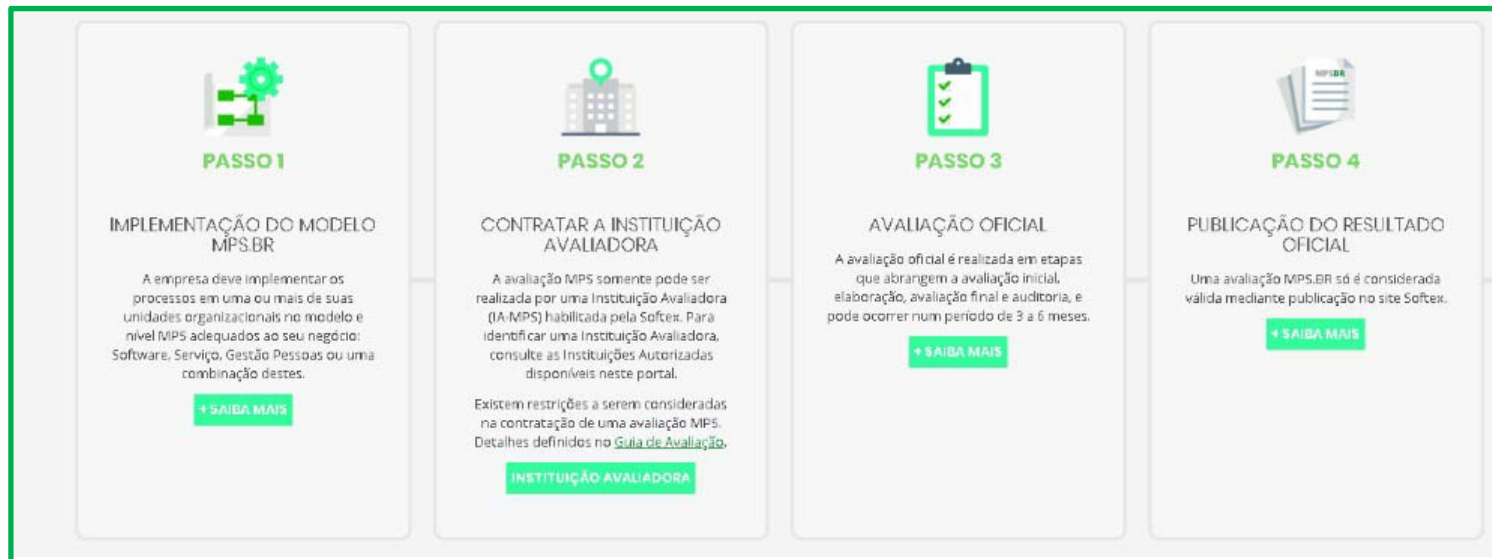 PASSO 1
IMPLEMENTAÇÃO DO MODELO
MPS.BR
A empresa deve implementar os
processos em uma ou mais de suas
unidades organizacionais no modelo e
nível MPS adequados ao seu negócio:
Software, Serviço, Gestão Pessoas ou uma
combinação destes.
+ SAIBA MAIS
PASSO 2
CONTRATAR A INSTITUIÇÃO
AVALIADORA
A avaliação MPS somente pode ser
realizada por uma Instituição Avaliadora
(IA-MPS) habilitada pela Softex. Para
identificar uma Instituição Avaliadora,
consulte as Instituições Autorizadas
disponíveis neste portal.
Existem restrições a serem consideradas
na contratação de uma avaliação MPS.
Detalhes definidos no Guia de Avaliação.
INSTITUIÇÃO AVALIADORA
PASSO 3
AVALIAÇÃO OFICIAL
A avaliação oficial é realizada em etapas
que abrangem a avaliação inicial,
elaboração, avaliação final e auditoria, e
pode ocorrer num período de 3 a 6 meses.
+ SAIBA MAIS
MPSBR
PASSO 4
PUBLICAÇÃO DO RESULTADO
OFICIAL
Uma avaliação MPS.BR só é considerada
válida mediante publicação no site Softex.
+ SAIBA MAIS